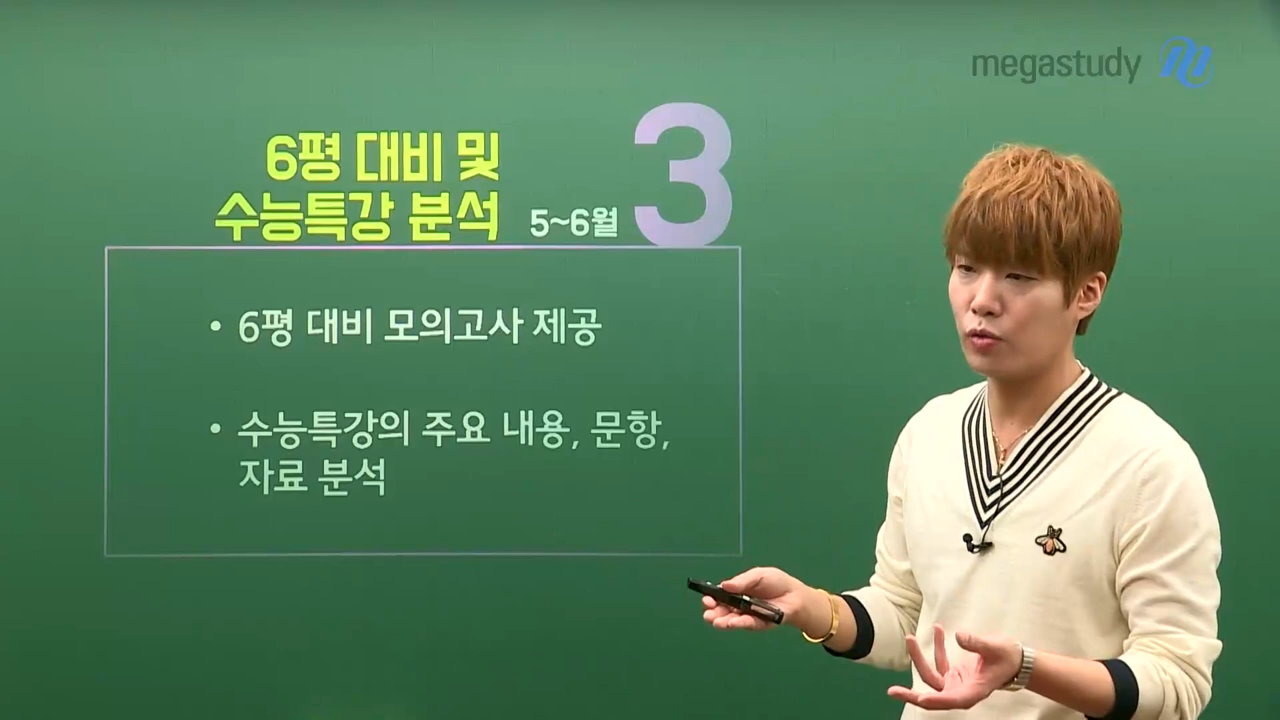 megastudy
6평 대비 및
수능특강 분석 5~6월 3
• 6평 대비 모의고사 제공
• 수능특강의 주요 내용, 문항,
자료 분석